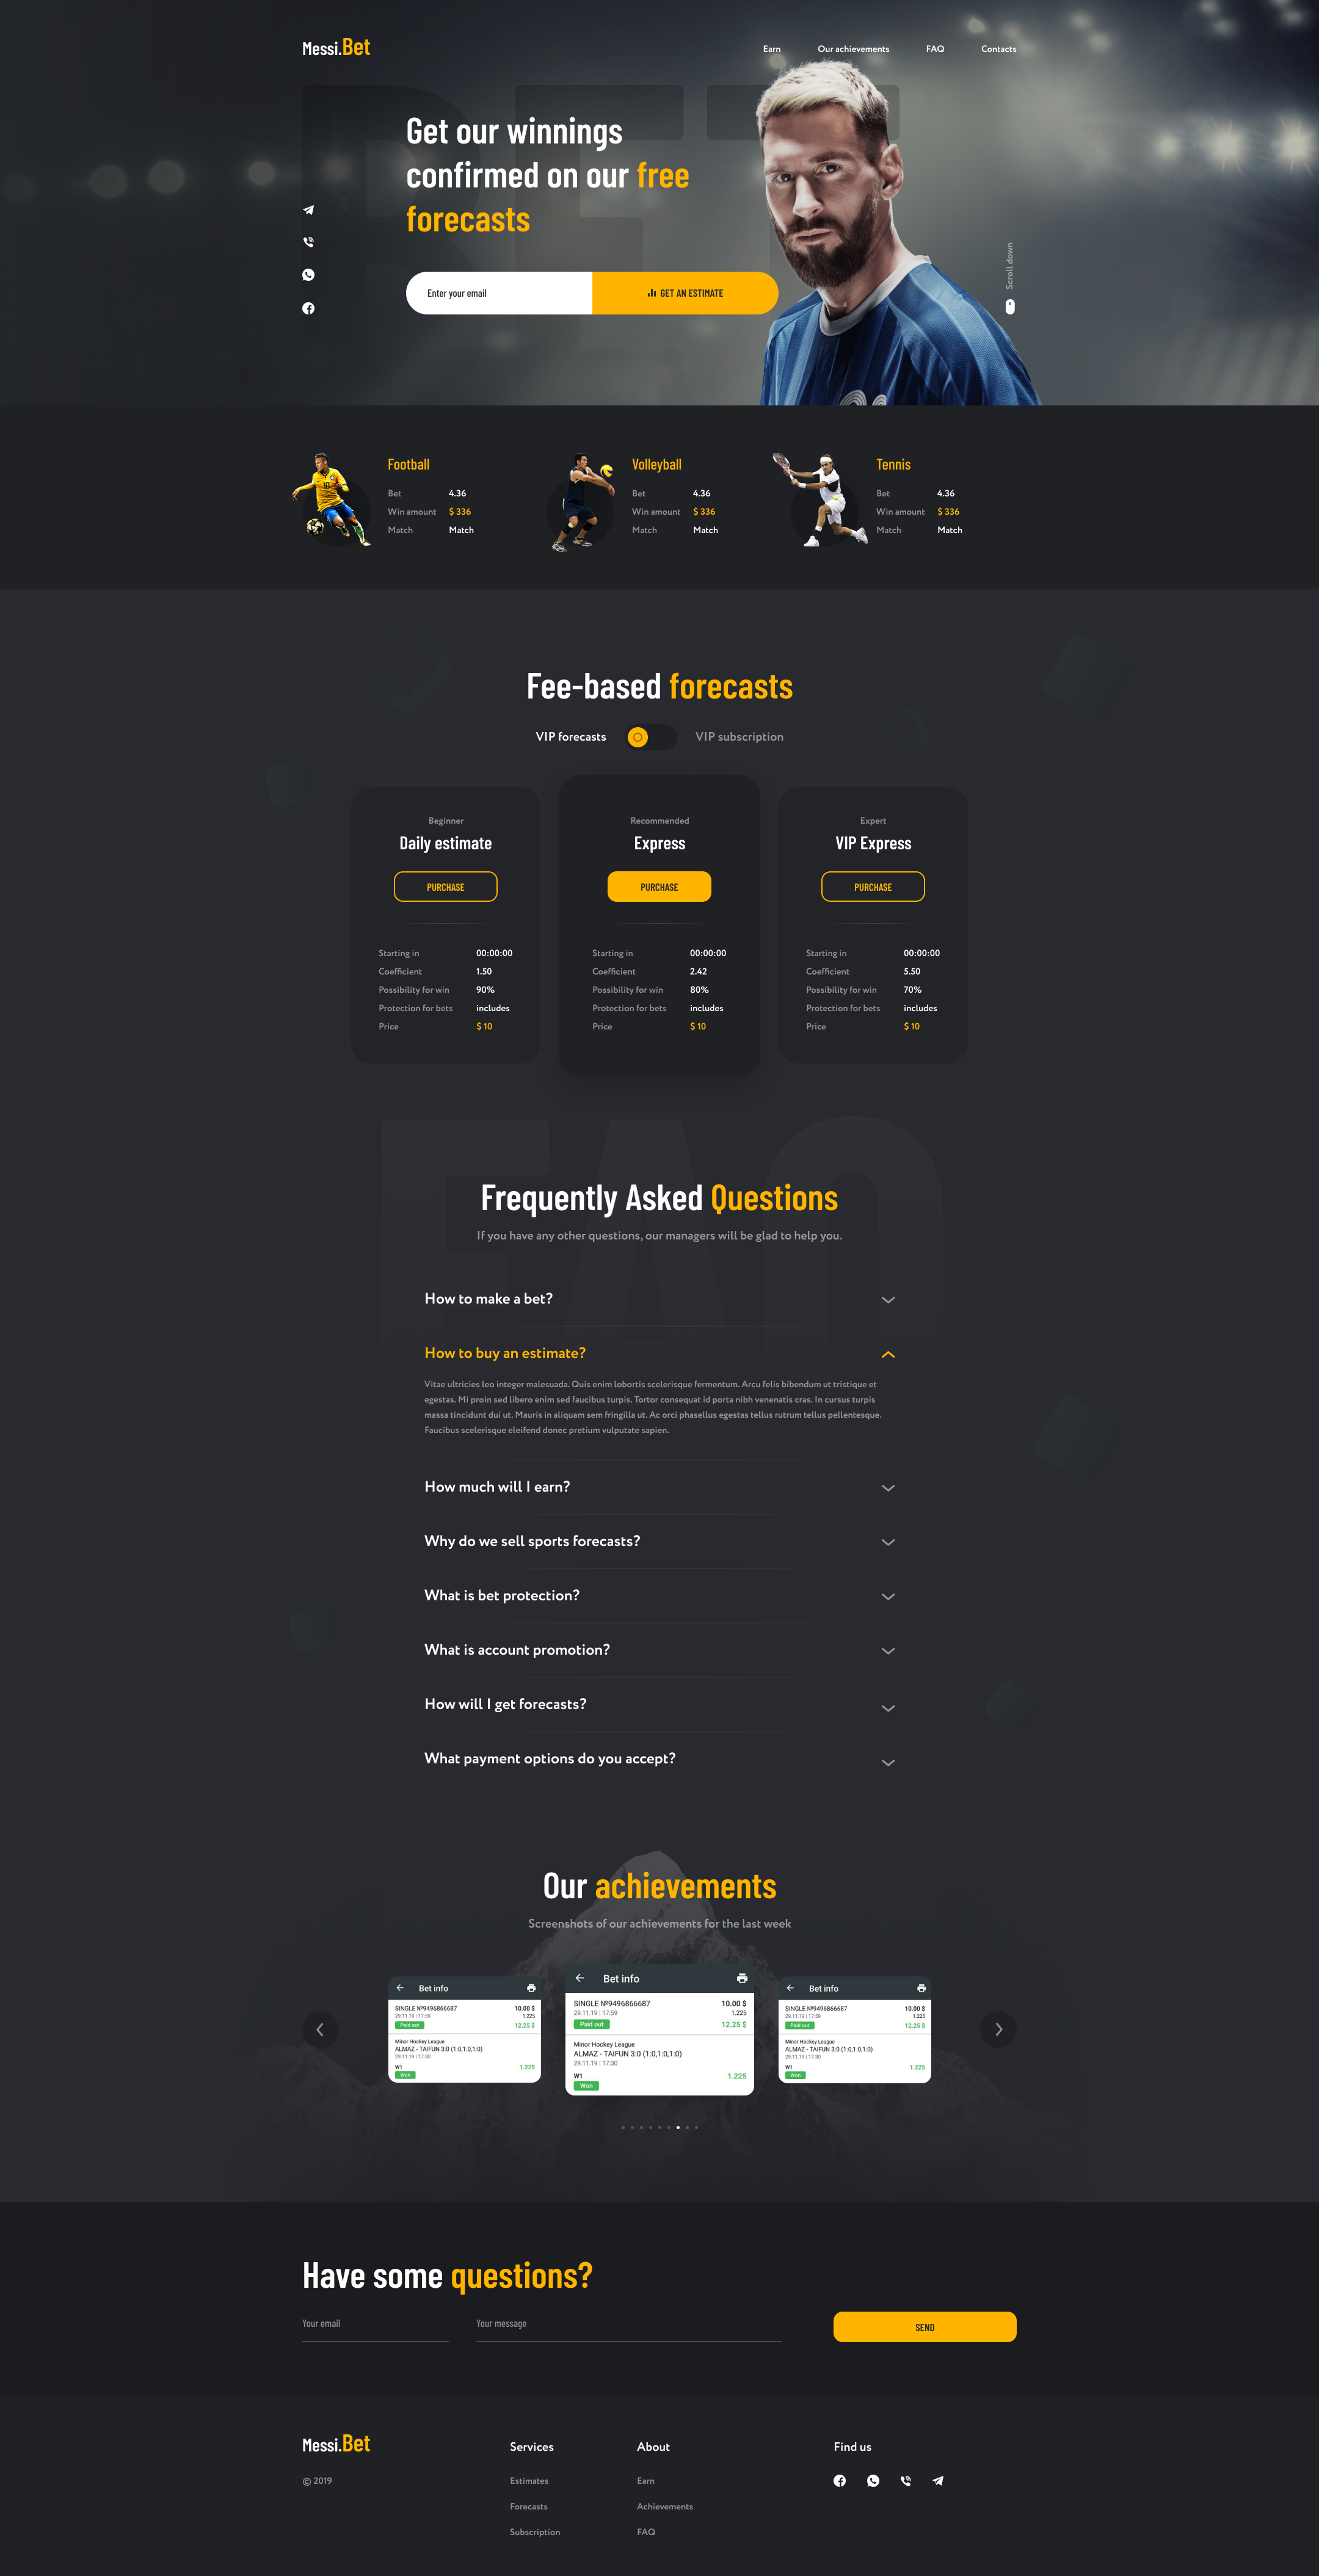 Messi.Bet
Earn
Our achievements
FAQ
Contacts
BET
Get our winnings
confirmed on our free
forecasts
Scroll down
Enter your email
GET AN ESTIMATE
Football
Bet 4.36
Win amount $ 336
Match Match
Volleyball
Bet 4.36
Win amount $ 336
Match Match
Tennis
Bet 4.36
Win amount $ 336
Match Match
Fee-based forecasts
VIP forecasts
VIP subscription
Beginner
Daily estimate
PURCHASE
Starting in 00:00:00
Coefficient 1.50
Possibility for win 90%
Protection for bets includes
Price $ 10
Recommended
Express
PURCHASE
Starting in 00:00:00
Coefficient 2.42
Possibility for win 80%
Protection for bets includes
Price $ 10
Expert
VIP Express
PURCHASE
Starting in 00:00:00
Coefficient 5.50
Possibility for win 70%
Protection for bets includes
Price $ 10
FAQ
Frequently Asked Questions
If you have any other questions, our managers will be glad to help you.
How to make a bet?
How to buy an estimate?
Vitae ultricies leo integer malesuada. Quis enim lobortis scelerisque fermentum. Arcu felis bibendum ut tristique et
egestas. Mi proin sed libero enim sed faucibus turpis. Tortor consequat id porta nibh venenatis cras. In cursus turpis
massa tincidunt dui ut. Mauris in aliquam sem fringilla ut. Ac orci phasellus egestas tellus rutrum tellus pellentesque.
Faucibus scelerisque eleifend donec pretium vulputate sapien.
How much will I earn?
Why do we sell sports forecasts?
What is bet protection?
What is account promotion?
How will I get forecasts?
What payment options do you accept?
Our achievements
Screenshots of our achievements for the last week
Bet info
SINGLE №9496866687 10.00 $
29.11.19 | 17:59 1.225
Paid out 12.25 $
Minor Hockey League
ALMAZ - TAIFUN 3:0 (1:0,1:0,1:0)
29.11.19 | 17:30
W1 1.225
Won
Bet info
SINGLE №9496866687 10.00 $
29.11.19 | 17:59 1.225
Paid out 12.25 $
Minor Hockey League
ALMAZ - TAIFUN 3:0 (1:0,1:0,1:0)
29.11.19 | 17:30
W1 1.225
Won
Bet info
SINGLE №9496866687 10.00 $
29.11.19 | 17:59 1.225
Paid out 12.25 $
Minor Hockey League
ALMAZ - TAIFUN 3:0 (1:0,1:0,1:0)
29.11.19 | 17:30
W1 1.225
Won
Have some questions?
Your email
Your message
SEND
Messi.Bet
© 2019
Services
Estimates
Forecasts
Subscription
About
Earn
Achievements
FAQ
Find us